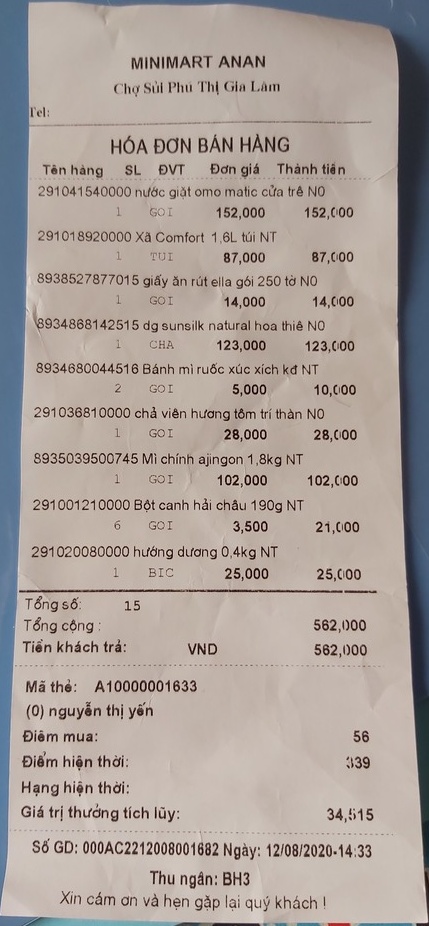 MINIMART ANAN
Chợ Sủi Phú Thị Gia Lâm
Tel:
HÓA ĐƠN BÁN HÀNG
Tên hàng SL ĐVT Đơn giá Thành tiền
291041540000 nước giặt omo matic cửa trê N0
1 GOI 152,000 152,000
291018920000 Xã Comfort 1,6L túi NT
1 TUI 87,000 87,000
8938527877015 giấy ăn rút ella gói 250 tờ N0
1 GOI 14,000 14,000
8934868142515 dg sunsilk natural hoa thiê N0
1 CHA 123,000 123,000
8934680044516 Bánh mì ruốc xúc xích kđ NT
2 GOI 5,000 10,000
291036810000 chả viên hương tôm trí thàn N0
1 GOI 28,000 28,000
8935039500745 Mì chính ajingon 1,8kg NT
1 GOI 102,000 102,000
291001210000 Bột canh hải châu 190g NT
6 GOI 3,500 21,000
291020080000 hướng dương 0,4kg NT
1 BIC 25,000 25,000
Tổng số: 15
Tổng cộng : 562,000
Tiền khách trả: VND 562,000
Mã thẻ: A10000001633
(0) nguyễn thị yến
Điểm mua: 56
Điểm hiện thời: 339
Hạng hiện thời:
Giá trị thưởng tích lũy: 34,515
Số GD: 000AC2212008001682 Ngày: 12/08/2020-14:33
Thu ngân: BH3
Xin cám ơn và hẹn gặp lại quý khách !